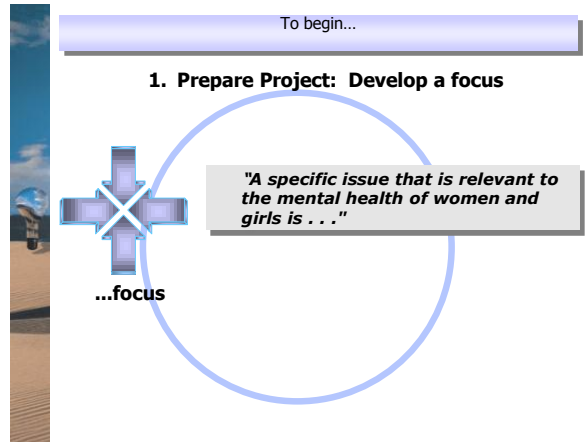 To begin…
1. Prepare Project: Develop a focus
"A specific issue that is relevant to
the mental health of women and
girls is . . ."
...focus